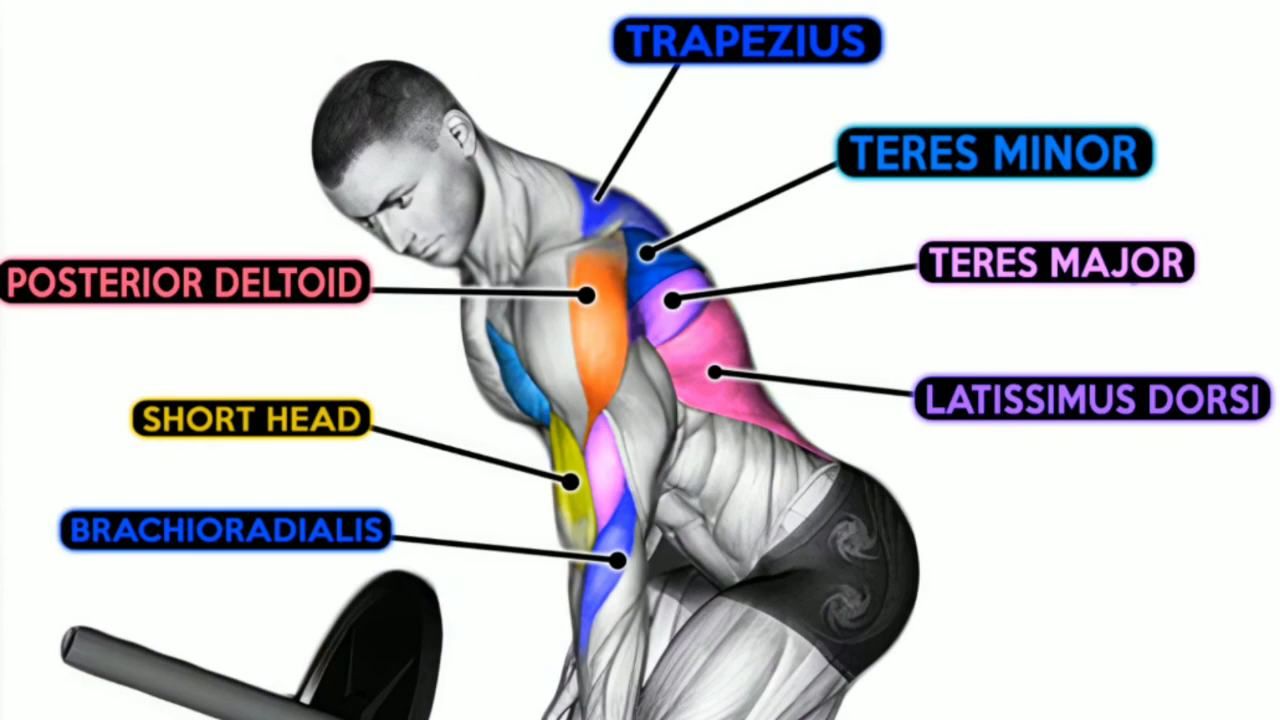 TRAPEZIUS
TERES MINOR
TERES MAJOR
POSTERIOR DELTOID
LATISSIMUS DORSI
SHORT HEAD
BRACHIORADIALIS